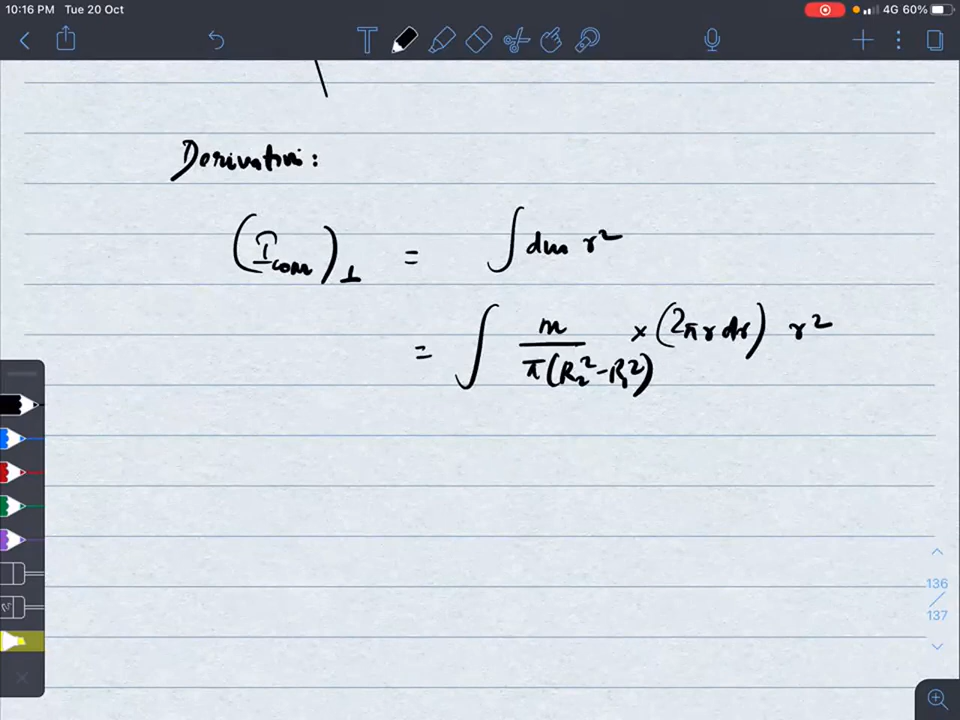 10:16 PM Tue 20 Oct 4G 60%
Derivation:
(I_com)_⊥ = ∫ dm r²
= ∫ m / π(R₂² - R₁²) × (2πr dr) r²
136
137